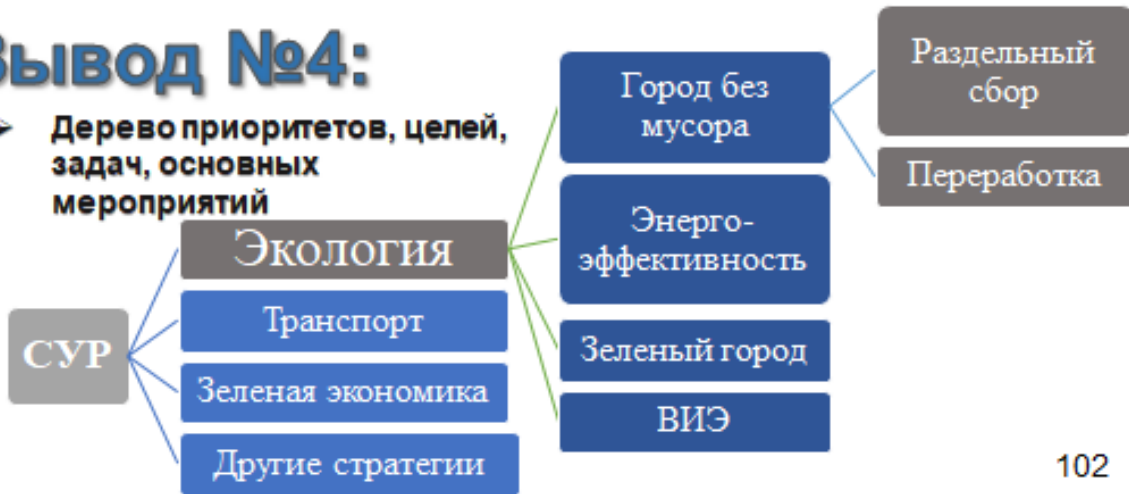 Вывод №4:
Дерево приоритетов, целей,
задач, основных
мероприятий
СУР
Экология
Транспорт
Зеленая экономика
Другие стратегии
Город без
мусора
Энерго-
эффективность
Зеленый город
ВИЭ
Раздельный
сбор
Переработка
102